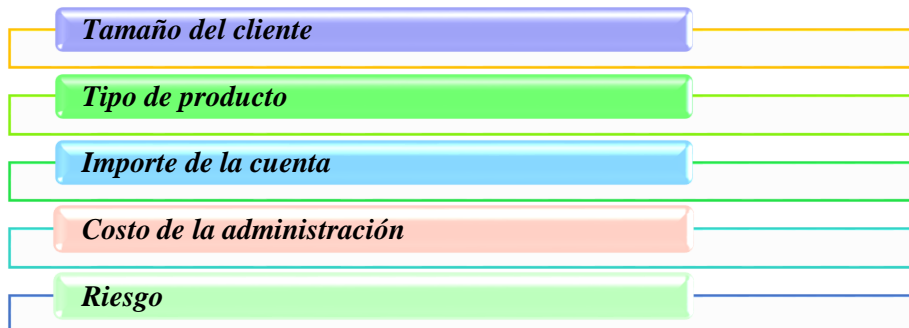 Tamaño del cliente
Tipo de producto
Importe de la cuenta
Costo de la administración
Riesgo